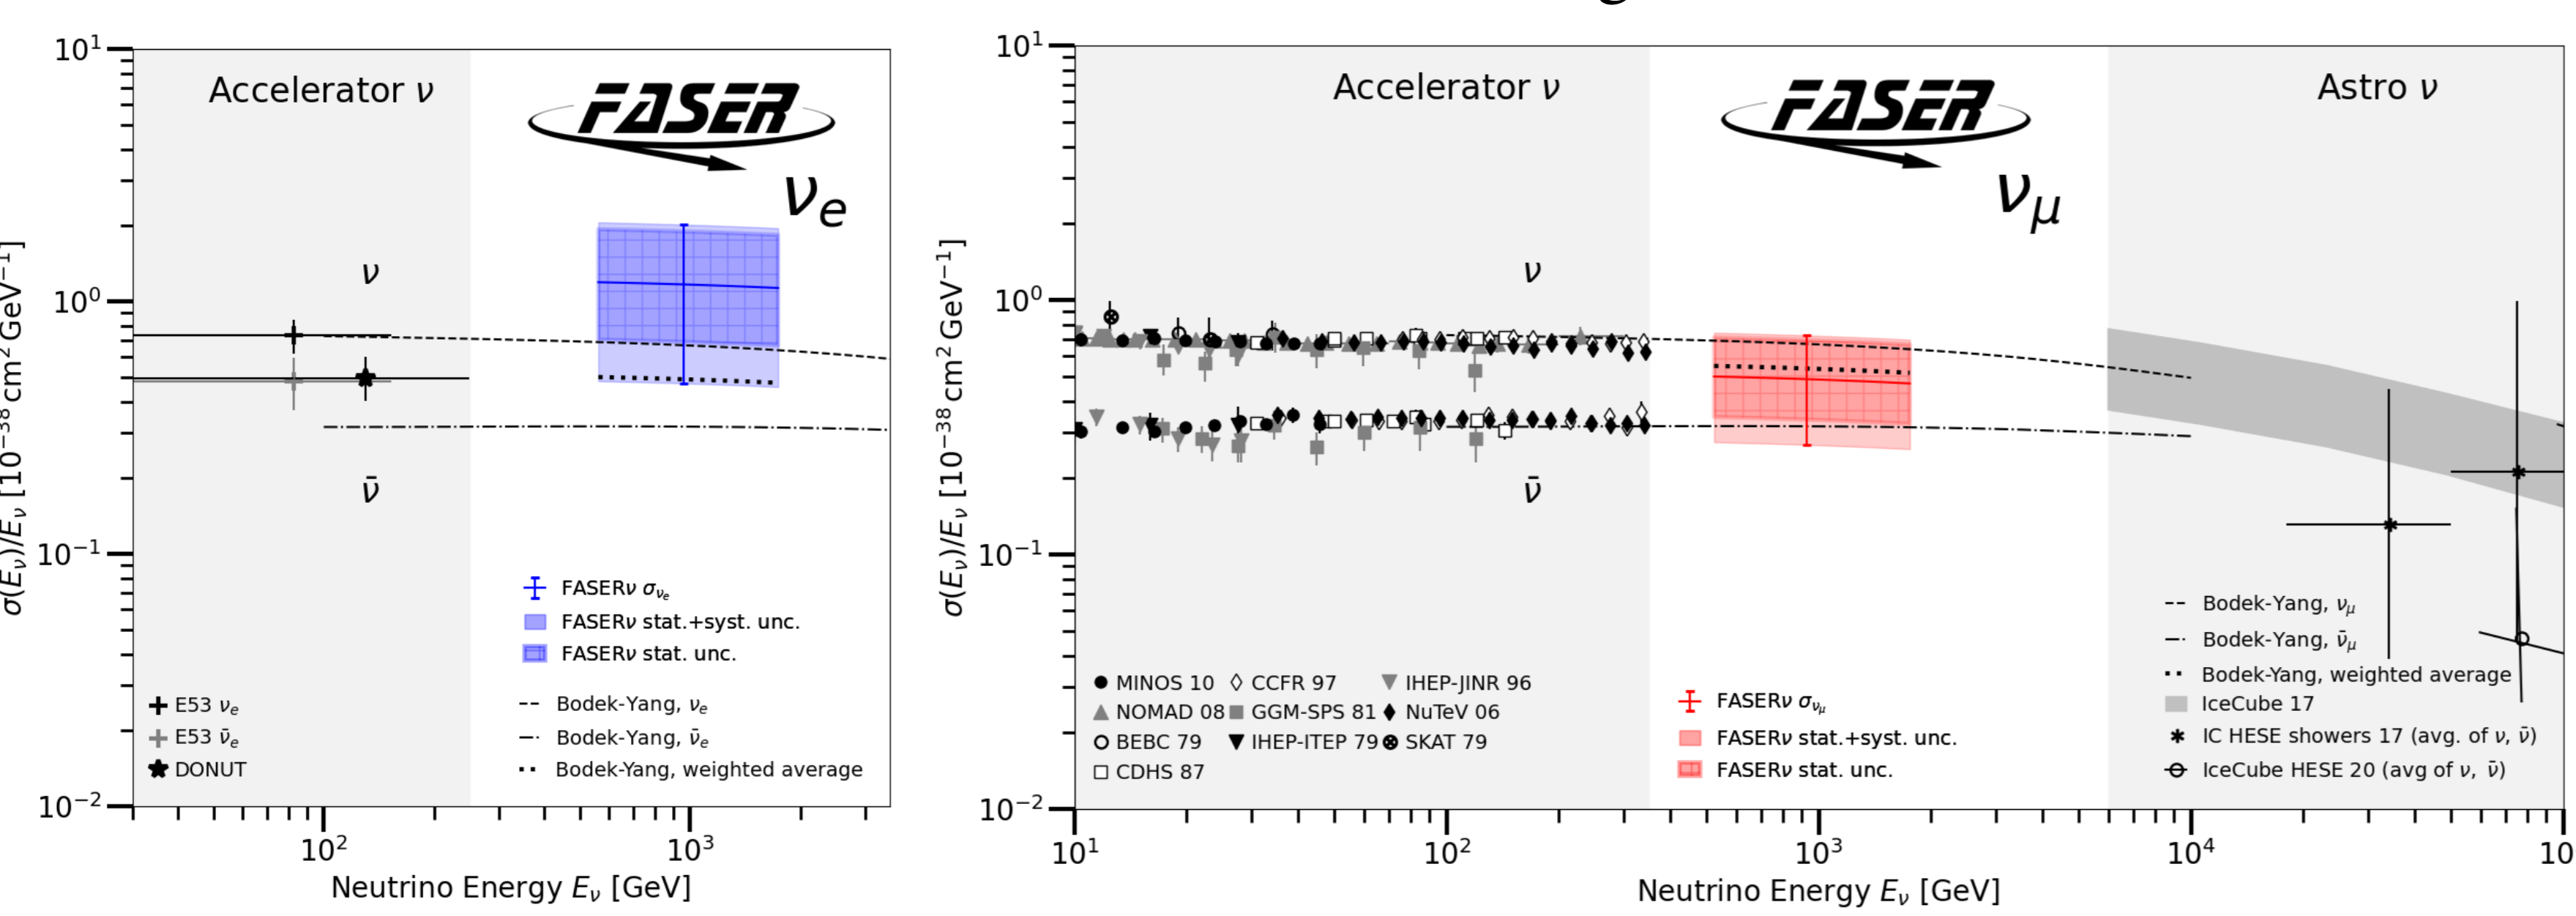 10¹
10⁰
10⁻¹
10⁻²
σ(Eν)/Eν [10⁻³⁸cm² GeV⁻¹]
Accelerator ν
FASER
νe
ν
ν̄
FASERν σνe
FASERν stat.+syst. unc.
FASERν stat. unc.
E53 νe
E53 ν̄e
DONUT
Bodek-Yang, νe
Bodek-Yang, ν̄e
Bodek-Yang, weighted average
10² 10³
Neutrino Energy Eν [GeV]
10¹
10⁰
10⁻¹
10⁻²
σ(Eν)/Eν [10⁻³⁸cm² GeV⁻¹]
Accelerator ν
FASER
νμ
Astro ν
ν
ν̄
MINOS 10 CCFR 97 IHEP-JINR 96
NOMAD 08 GGM-SPS 81 NuTeV 06
BEBC 79 IHEP-ITEP 79 SKAT 79
CDHS 87
FASERν σνμ
FASERν stat.+syst. unc.
FASERν stat. unc.
Bodek-Yang, νμ
Bodek-Yang, ν̄μ
Bodek-Yang, weighted average
IceCube 17
IC HESE showers 17 (avg. of ν, ν̄)
IceCube HESE 20 (avg of ν, ν̄)
10¹ 10² 10³ 10⁴ 10
Neutrino Energy Eν [GeV]